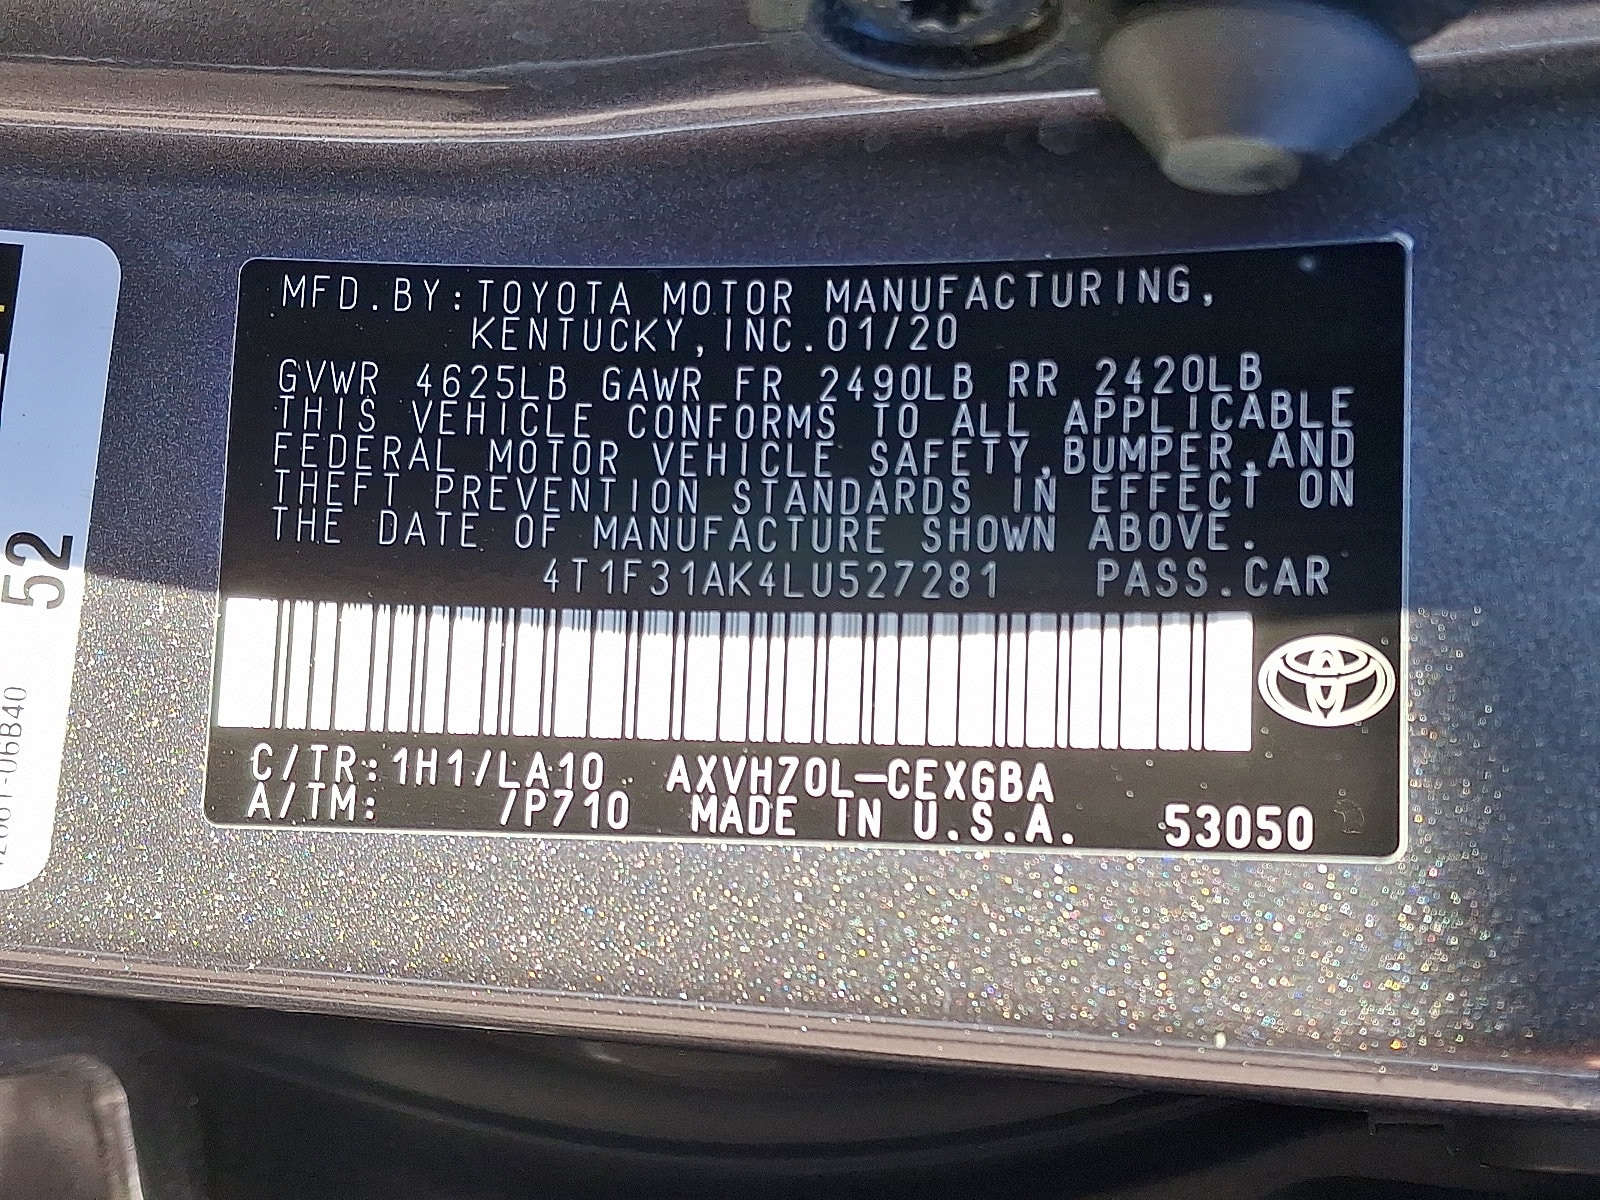 MFD.BY:TOYOTA MOTOR MANUFACTURING,
KENTUCKY,INC.01/20
GVWR 4625LB GAWR FR 2490LB RR 2420LB
THIS VEHICLE CONFORMS TO ALL APPLICABLE
FEDERAL MOTOR VEHICLE SAFETY,BUMPER,AND
THEFT PREVENTION STANDARDS IN EFFECT ON
THE DATE OF MANUFACTURE SHOWN ABOVE.
4T1F31AK4LU527281 PASS.CAR
C/TR:1H1/LA10 AXVH70L-CEXGBA
A/TM: /P710 MADE IN U.S.A. 53050
52